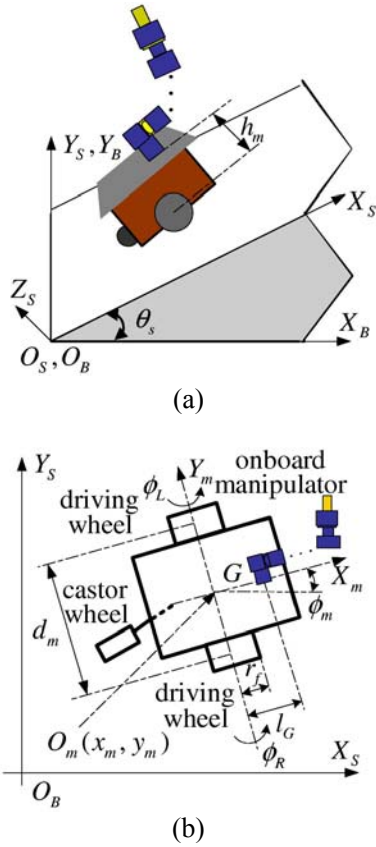 Y_S, Y_B
h_m
X_S
Z_S
θ_s
X_B
O_S, O_B
(a)
Y_S
Y_m
onboard
manipulator
ϕ_L
driving
wheel
G
X_m
castor
wheel
ϕ_m
d_m
driving
wheel
r_f
l_G
O_m(x_m, y_m)
ϕ_R
X_S
O_B
(b)